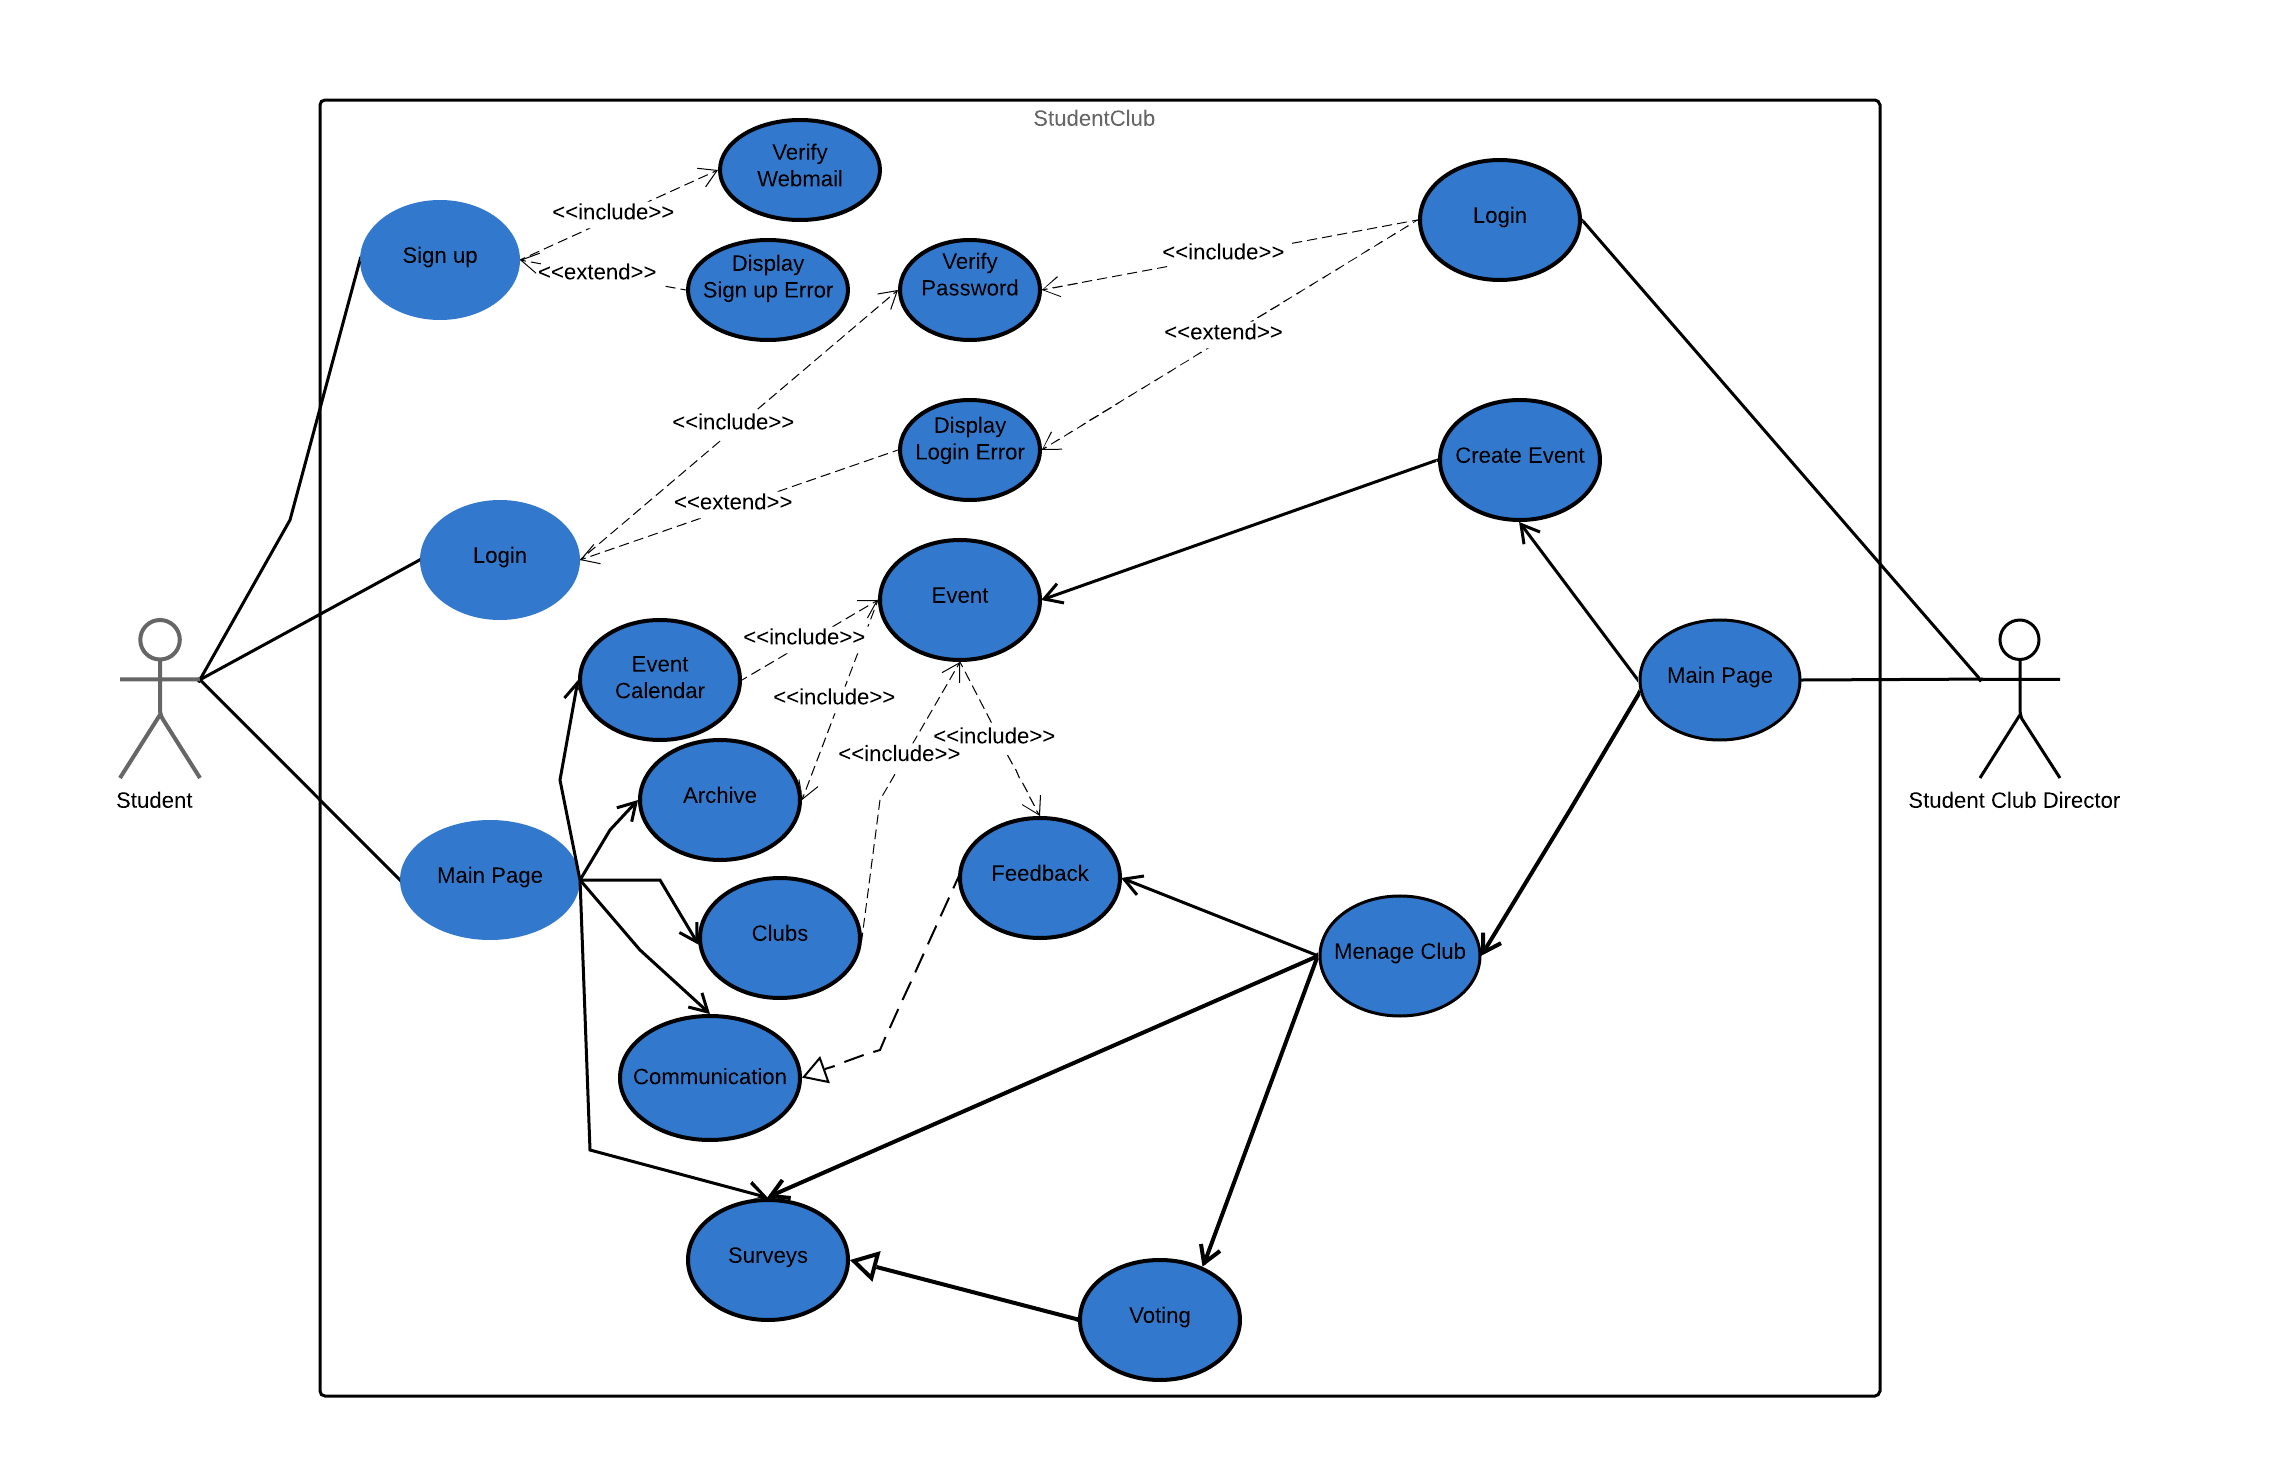 StudentClub
Verify
Webmail
<<include>>
Login
Sign up
<<include>>
<<extend>>
Display
Sign up Error
Verify
Password
<<extend>>
<<include>>
Display
Login Error
Create Event
<<extend>>
Login
Event
<<include>>
Event
Calendar
Main Page
<<include>>
<<include>>
<<include>>
Student
Archive
Student Club Director
Main Page
Feedback
Clubs
Menage Club
Communication
Surveys
Voting